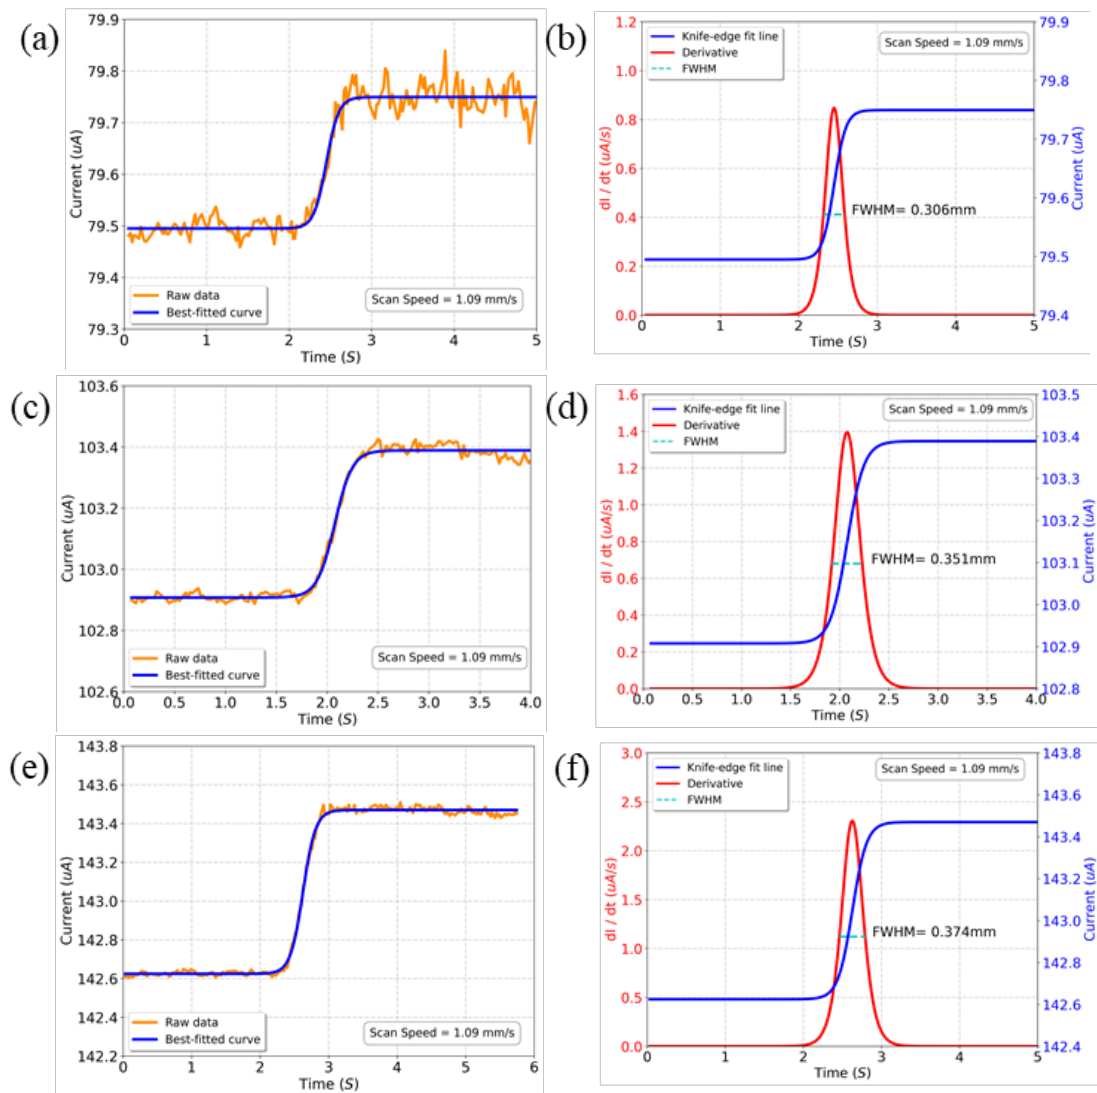 (a)
79.9
79.8
79.7
79.6
79.5
79.4
79.3
Current (uA)
0 1 2 3 4 5
Time (S)
Raw data
Best-fitted curve
Scan Speed = 1.09 mm/s
(b)
1.2
1.0
0.8
0.6
0.4
0.2
0.0
dI / dt (uA/s)
Knife-edge fit line
Derivative
FWHM
Scan Speed = 1.09 mm/s
FWHM= 0.306mm
79.9
79.8
79.7
79.6
79.5
79.4
Current (uA)
0 1 2 3 4 5
Time (S)
(c)
103.6
103.4
103.2
103.0
102.8
102.6
Current (uA)
0.0 0.5 1.0 1.5 2.0 2.5 3.0 3.5 4.0
Time (S)
Raw data
Best-fitted curve
Scan Speed = 1.09 mm/s
(d)
1.6
1.4
1.2
1.0
0.8
0.6
0.4
0.2
0.0
dI / dt (uA/s)
Knife-edge fit line
Derivative
FWHM
Scan Speed = 1.09 mm/s
FWHM= 0.351mm
103.5
103.4
103.3
103.2
103.1
103.0
102.9
102.8
Current (uA)
0.0 0.5 1.0 1.5 2.0 2.5 3.0 3.5 4.0
Time (S)
(e)
143.8
143.6
143.4
143.2
143.0
142.8
142.6
142.4
142.2
Current (uA)
0 1 2 3 4 5 6
Time (S)
Raw data
Best-fitted curve
Scan Speed = 1.09 mm/s
(f)
3.0
2.5
2.0
1.5
1.0
0.5
0.0
dI / dt (uA/s)
Knife-edge fit line
Derivative
FWHM
Scan Speed = 1.09 mm/s
FWHM= 0.374mm
143.8
143.6
143.4
143.2
143.0
142.8
142.6
142.4
Current (uA)
0 1 2 3 4 5
Time (S)